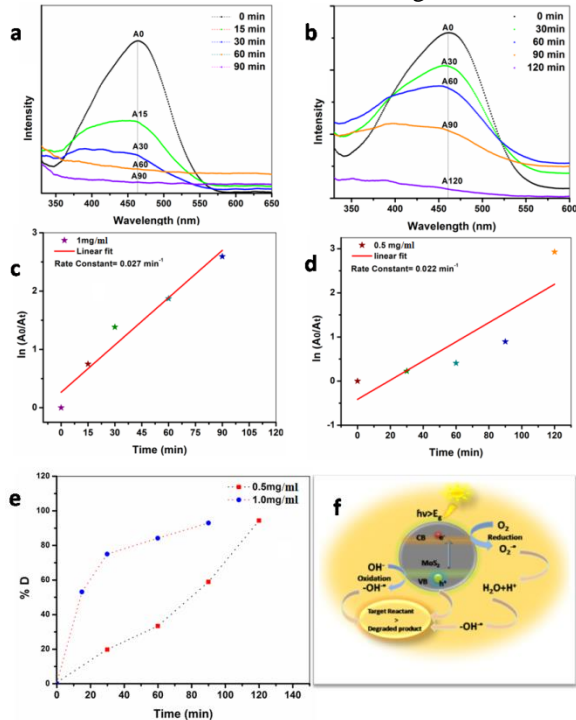 a
0 min
15 min
30 min
60 min
90 min
A0
A15
A30
A60
A90
Intensity
350 400 450 500 550 600 650
Wavelength (nm)
b
0 min
30min
60 min
90 min
120 min
A0
A30
A60
A90
A120
Intensity
350 400 450 500 550 600
Wavelength (nm)
c
1mg/ml
Linear fit
Rate Constant= 0.027 min-1
ln (A0/At)
3
2
1
0
0 15 30 45 60 75 90 105 120
Time (min)
d
0.5 mg/ml
linear fit
Rate Constant= 0.022 min-1
ln (A0/At)
3
2
1
0
-1
0 20 40 60 80 100 120
Time (min)
e
0.5mg/ml
1.0mg/ml
% D
100
80
60
40
20
0
0 20 40 60 80 100 120 140
Time (min)
f
hν>Eg
CB e-
O2
Reduction
O2-•
MoS2
OH-
Oxidation
-OH-•
VB h+
H2O+H+
Target Reactant
>
Degraded product
-OH-•